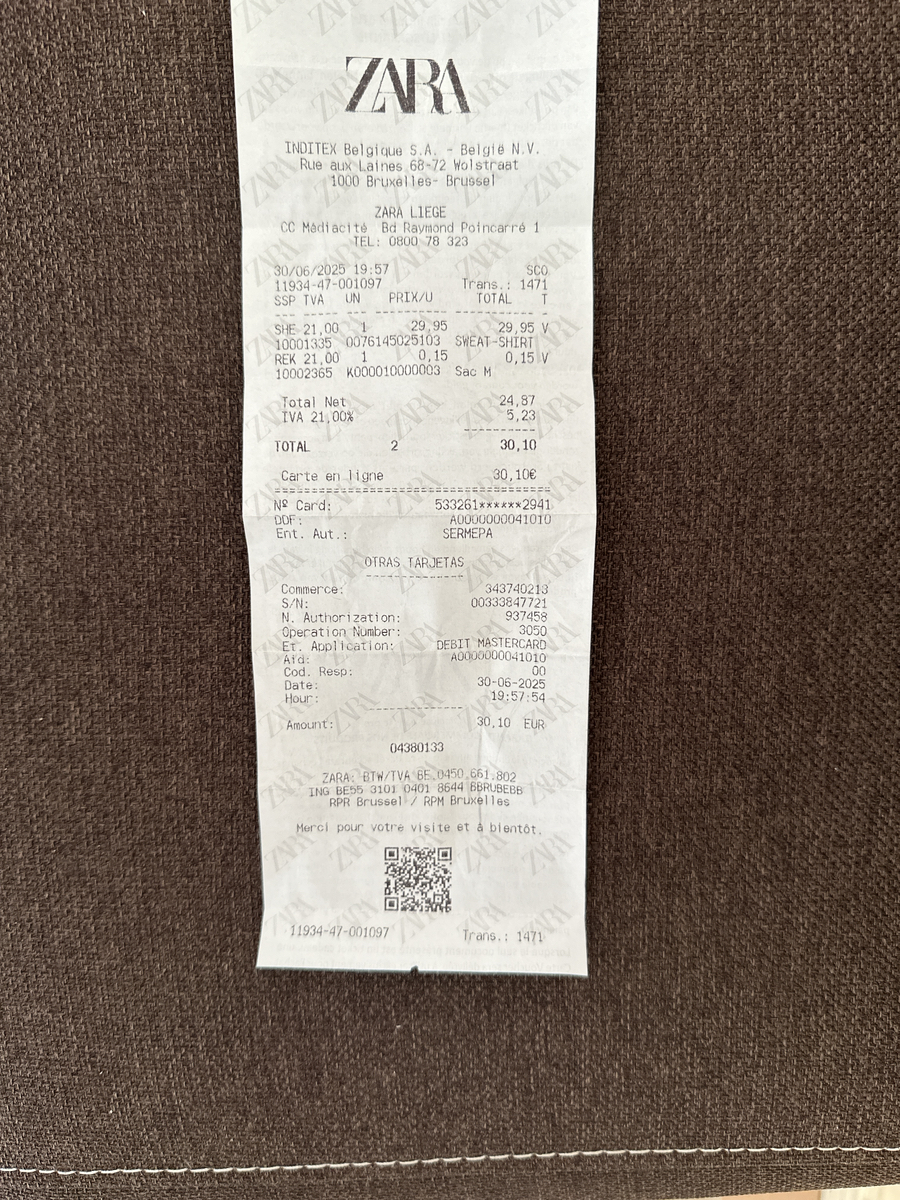 ZARA
INDITEX Belgique S.A. - België N.V.
Rue aux Laines 68-72 Wolstraat
1000 Bruxelles- Brussel
ZARA LIEGE
CC Médiacité Bd Raymond Poincarré 1
TEL: 0800 78 323
30/06/2025 19:57 SCO
11934-47-001097 Trans.: 1471
SSP TVA UN PRIX/U TOTAL T
SHE 21,00 1 29,95 29,95 V
10001335 0076145025103 SWEAT-SHIRT
REK 21,00 1 0,15 0,15 V
10002365 K000010000003 Sac M
Total Net 24,87
IVA 21,00% 5,23
TOTAL 2 30,10
Carte en ligne 30,10€
Nº Card: 533261******2941
DDF: A0000000041010
Ent. Aut.: SERMEPA
OTRAS TARJETAS
Commerce: 343740213
S/N: 00333847721
N. Authorization: 937458
Operation Number: 3050
Et. Application: DEBIT MASTERCARD
Aid: A0000000041010
Cod. Resp: 00
Date: 30-06-2025
Hour: 19:57:54
Amount: 30,10 EUR
04380133
ZARA: BTW/TVA BE.0450.661.802
ING BE55 3101 0401 8644 BBRUBEBB
RPR Brussel / RPM Bruxelles
Merci pour votre visite et à bientôt.
11934-47-001097 Trans.: 1471